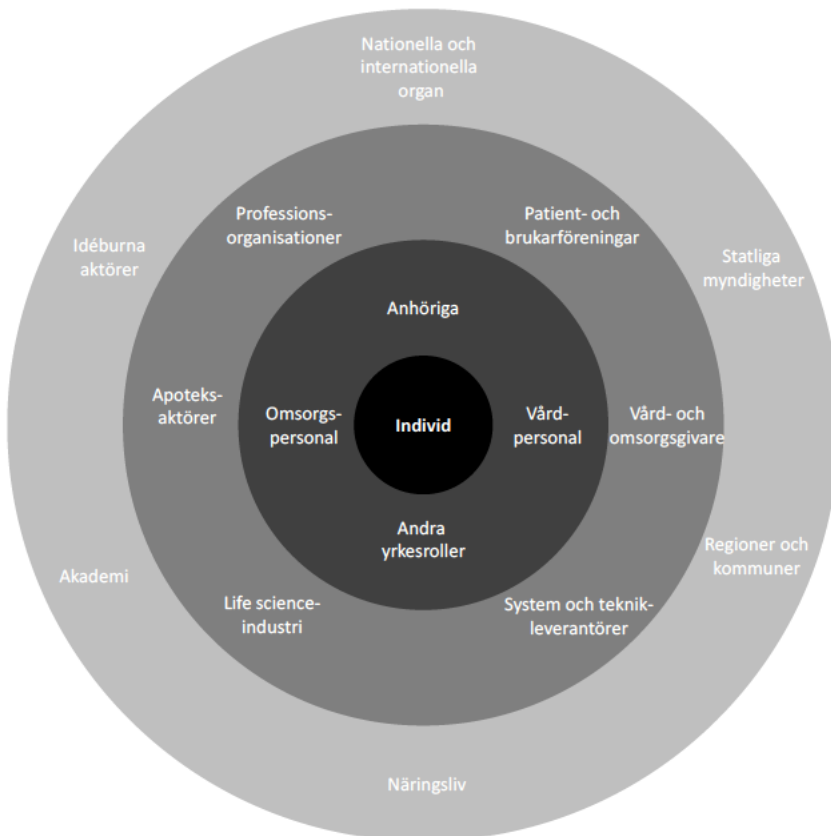 Nationella och
internationella
organ
Professions-
organisationer
Patient- och
brukarföreningar
Idéburna
aktörer
Statliga
myndigheter
Anhöriga
Apoteks-
aktörer
Omsorgs-
personal
Individ
Vård-
personal
Vård- och
omsorgsgivare
Andra
yrkesroller
Regioner och
kommuner
Akademi
Life science-
industri
System och teknik-
leverantörer
Näringsliv